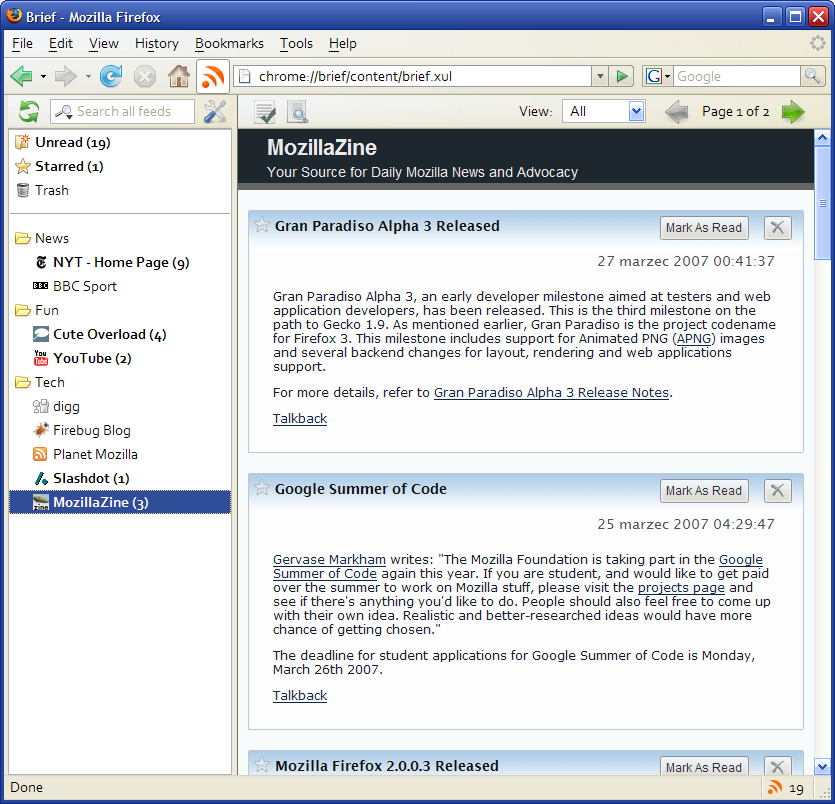 Brief - Mozilla Firefox
File Edit View History Bookmarks Tools Help
chrome://brief/content/brief.xul
G
Google
Search all feeds
View: All
Page 1 of 2
Unread (19)
Starred (1)
Trash
News
NYT - Home Page (9)
BBC BBC Sport
Fun
Cute Overload (4)
You Tube YouTube (2)
Tech
digg
Firebug Blog
Planet Mozilla
Slashdot (1)
zine MozillaZine (3)
MozillaZine
Your Source for Daily Mozilla News and Advocacy
Gran Paradiso Alpha 3 Released
Mark As Read
27 marzec 2007 00:41:37
Gran Paradiso Alpha 3, an early developer milestone aimed at testers and web
application developers, has been released. This is the third milestone on the
path to Gecko 1.9. As mentioned earlier, Gran Paradiso is the project codename
for Firefox 3. This milestone includes support for Animated PNG (APNG) images
and several backend changes for layout, rendering and web applications
support.
For more details, refer to Gran Paradiso Alpha 3 Release Notes.
Talkback
Google Summer of Code
Mark As Read
25 marzec 2007 04:29:47
Gervase Markham writes: "The Mozilla Foundation is taking part in the Google
Summer of Code again this year. If you are student, and would like to get paid
over the summer to work on Mozilla stuff, please visit the projects page and
see if there's anything you'd like to do. People should also feel free to come up
with their own idea. Realistic and better-researched ideas would have more
chance of getting chosen."
The deadline for student applications for Google Summer of Code is Monday,
March 26th 2007.
Talkback
Mozilla Firefox 2.0.0.3 Released
Mark As Read
Done
19